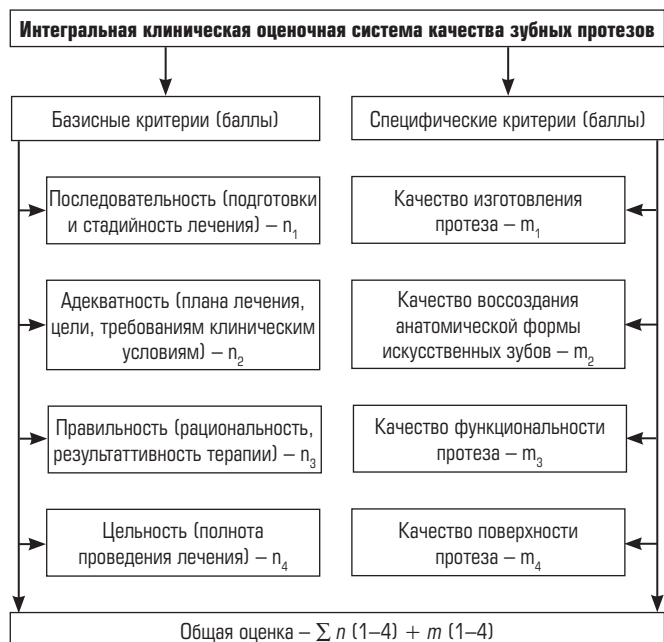 Интегральная клиническая оценочная система качества зубных протезов
Базисные критерии (баллы)
Последовательность (подготовки
и стадийность лечения) – n₁
Адекватность (плана лечения,
цели, требованиям клиническим
условиям) – n₂
Правильность (рациональность,
результаттивность терапии) – n₃
Цельность (полнота
проведения лечения) – n₄
Специфические критерии (баллы)
Качество изготовления
протеза – m₁
Качество воссоздания
анатомической формы
искусственных зубов – m₂
Качество функциональности
протеза – m₃
Качество поверхности
протеза – m₄
Общая оценка – ∑ n (1–4) + m (1–4)